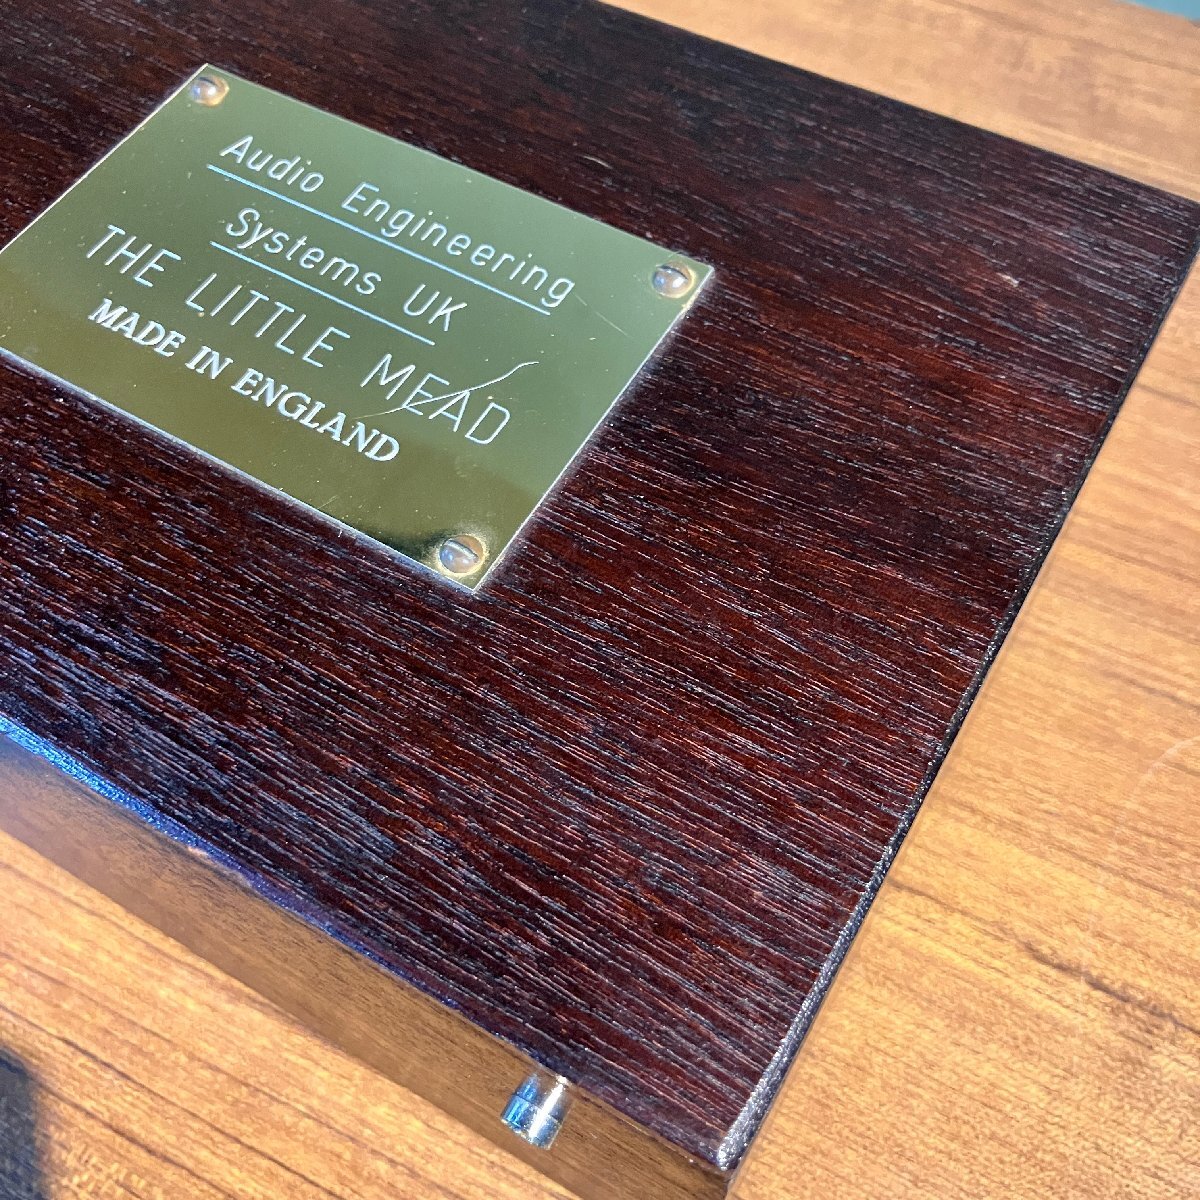 Audio Engineering
Systems UK
THE LITTLE MEAD
MADE IN ENGLAND